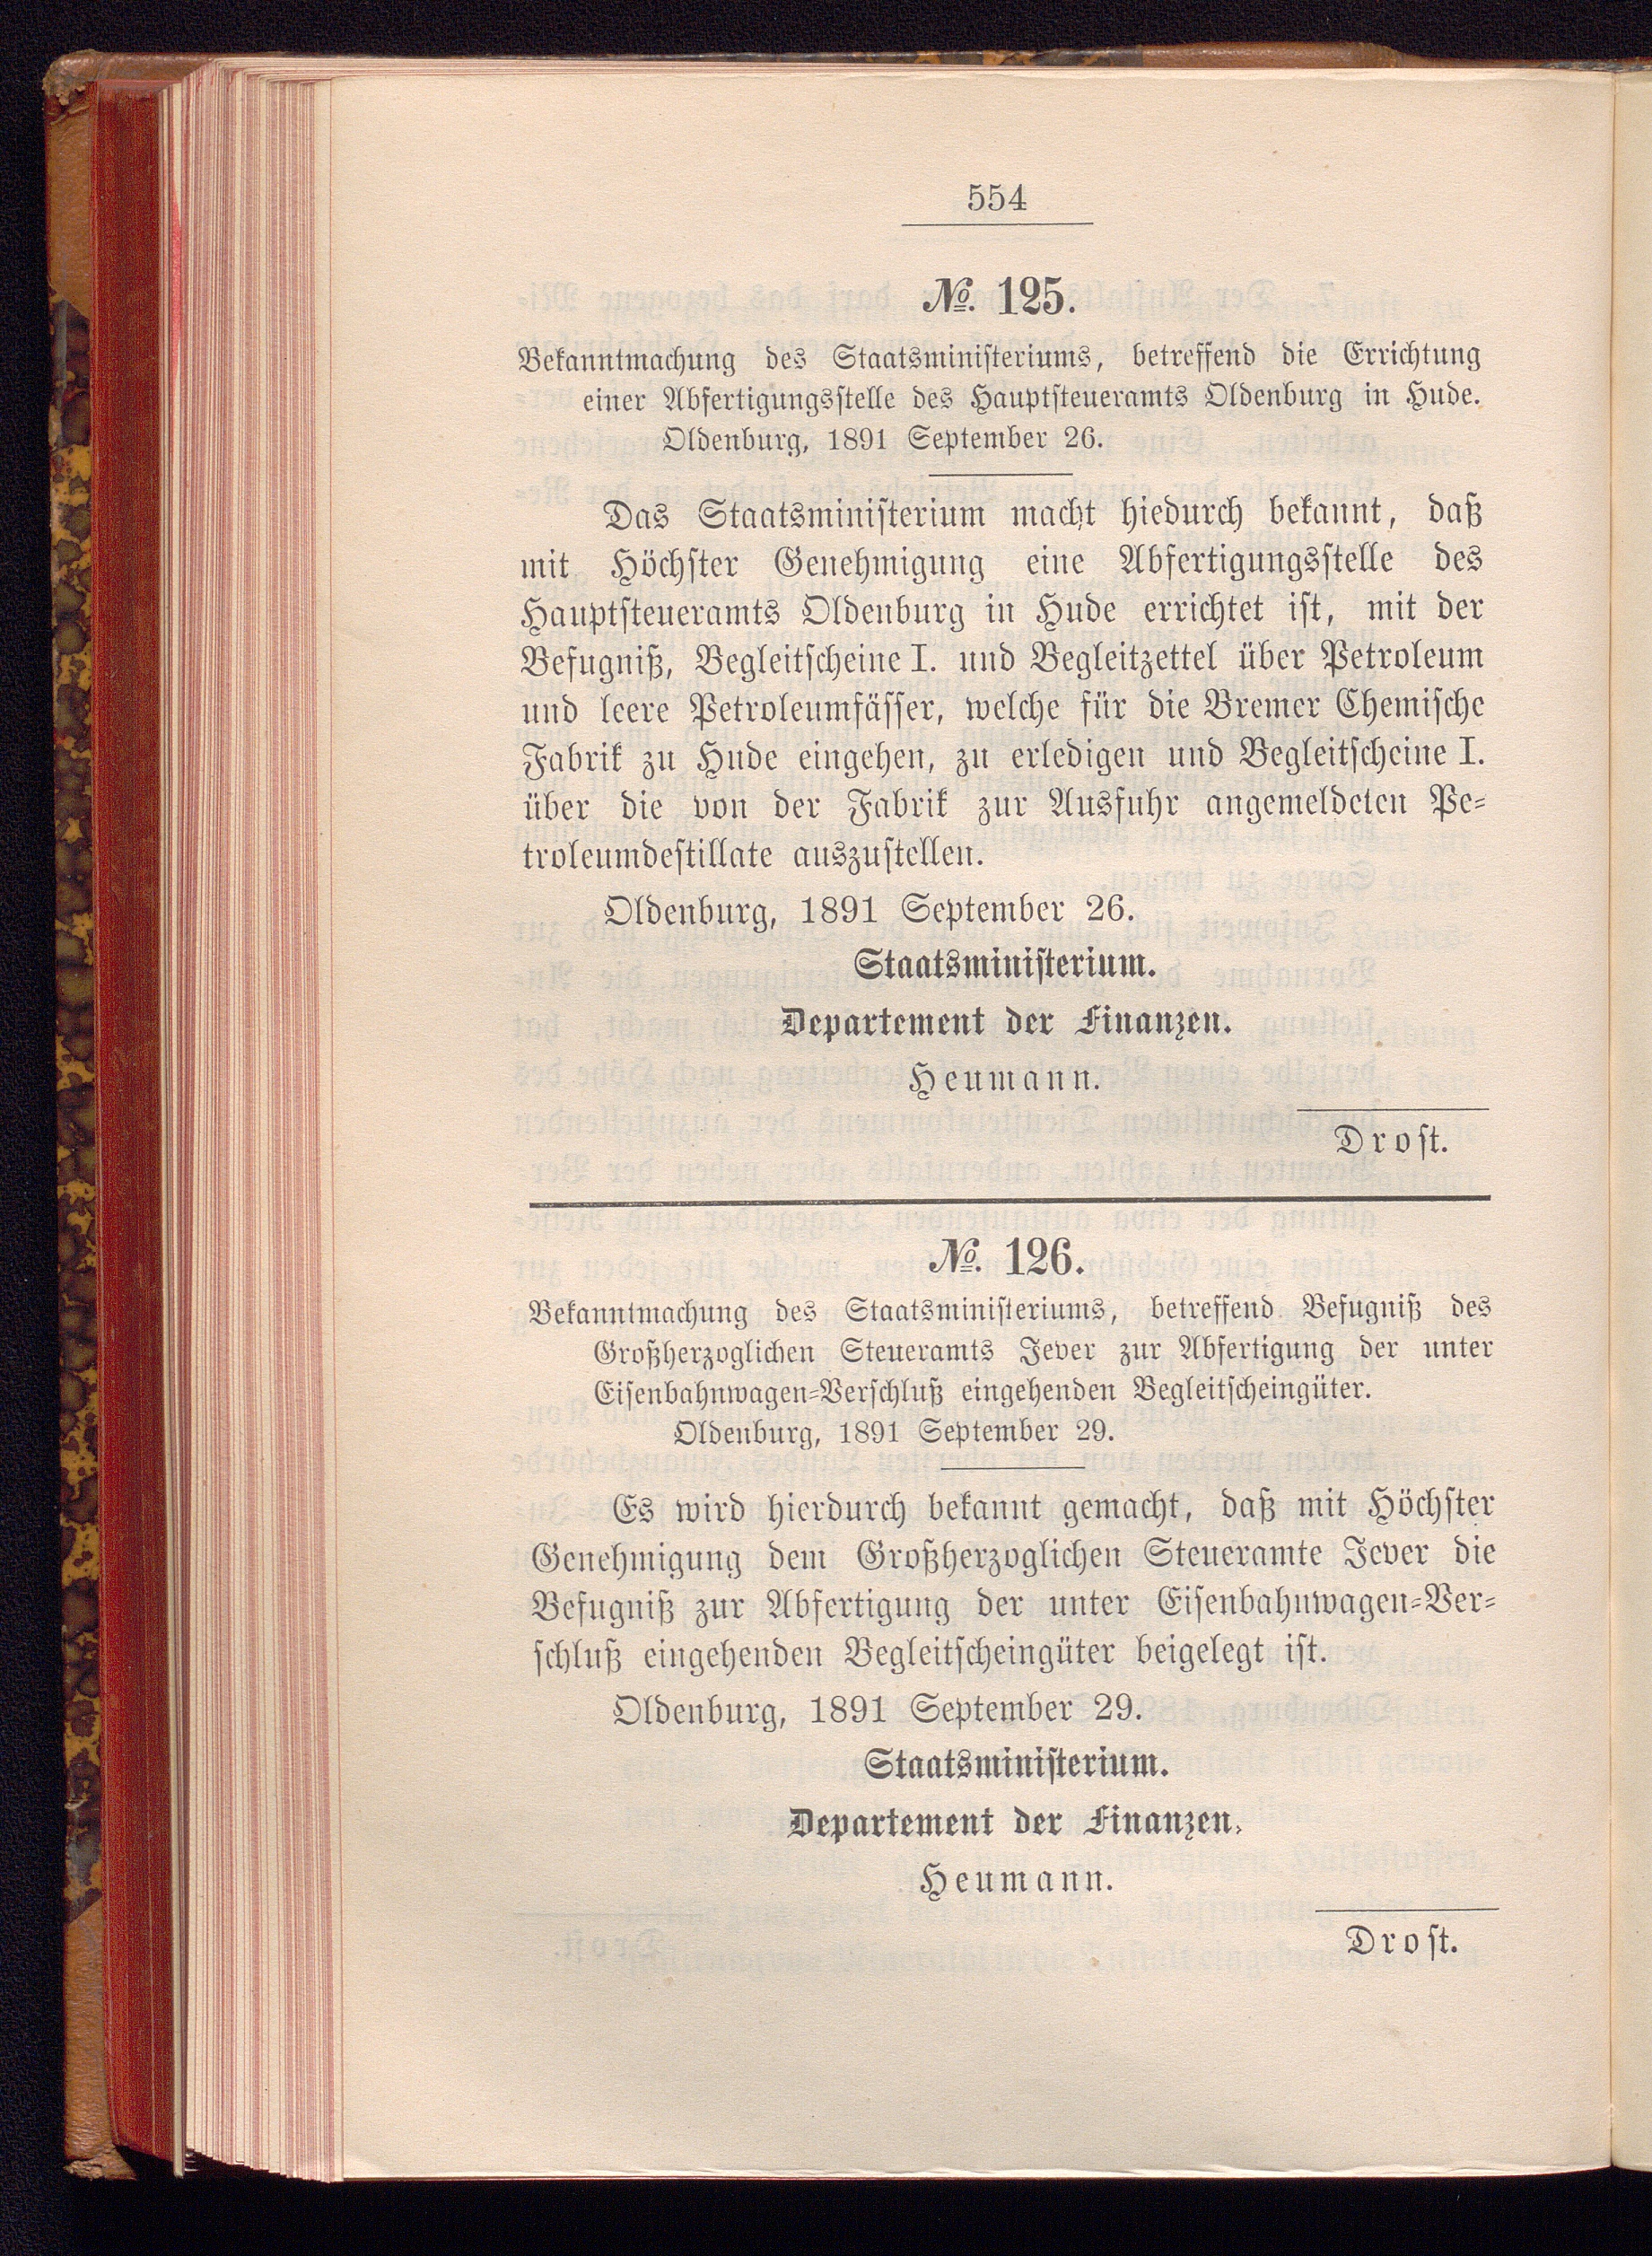 554
№. 125.
Bekanntmachung des Staatsministeriums, betreffend die Errichtung
einer Abfertigungsstelle des Hauptsteueramts Oldenburg in Hude.
Oldenburg, 1891 September 26.
Das Staatsministerium macht hiedurch bekannt, daß
mit Höchster Genehmigung eine Abfertigungsstelle des
Hauptsteueramts Oldenburg in Hude errichtet ist, mit der
Befugniß, Begleitscheine I. und Begleitzettel über Petroleum
und leere Petroleumfässer, welche für die Bremer Chemische
Fabrik zu Hude eingehen, zu erledigen und Begleitscheine I.
über die von der Fabrik zur Ausfuhr angemeldeten Pe-
troleumdestillate auszustellen.
Oldenburg, 1891 September 26.
Staatsministerium.
Departement der Finanzen.
Heumann.
Drost.
№. 126.
Bekanntmachung des Staatsministeriums, betreffend Befugniß des
Großherzoglichen Steueramts Jever zur Abfertigung der unter
Eisenbahnwagen-Verschluß eingehenden Begleitscheingüter.
Oldenburg, 1891 September 29.
Es wird hierdurch bekannt gemacht, daß mit Höchster
Genehmigung dem Großherzoglichen Steueramte Jever die
Befugniß zur Abfertigung der unter Eisenbahnwagen-Ver-
schluß eingehenden Begleitscheingüter beigelegt ist.
Oldenburg, 1891 September 29.
Staatsministerium.
Departement der Finanzen.
Heumann.
Drost.